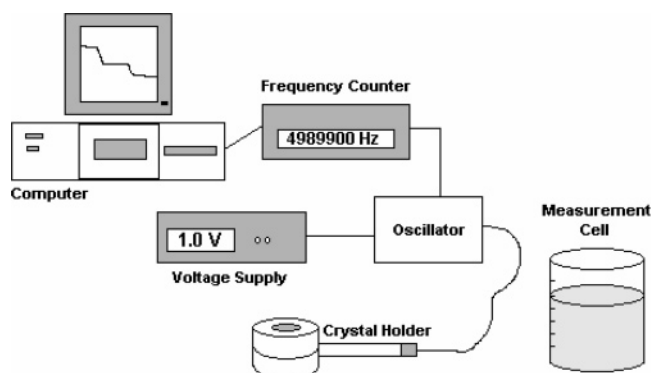 Frequency Counter
4989900 Hz
Computer
Measurement
Cell
Oscillator
1.0 V
Voltage Supply
Crystal Holder